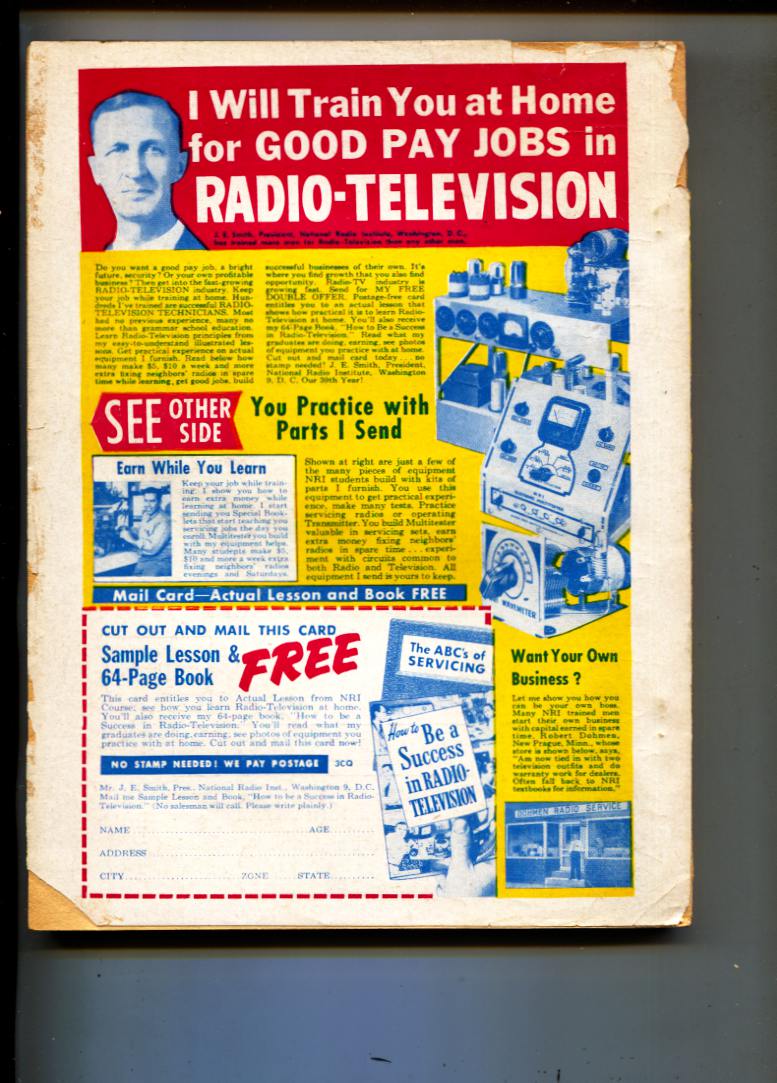 I Will Train You at Home
for GOOD PAY JOBS in
RADIO-TELEVISION
J. E. Smith, President, National Radio Institute, Washington, D. C.,
has trained more men for Radio-Television than any other man.
Do you want a good pay job, a bright
future, security? Or your own profitable
business? Then get into the fast-growing
RADIO-TELEVISION industry. Keep
your job while training at home. Hun-
dreds I've trained are successful RADIO-
TELEVISION TECHNICIANS. Most
had no previous experience, many no
more than grammar school education.
Learn Radio-Television principles from
my easy-to-understand illustrated les-
sons. Get practical experience on actual
equipment I furnish. Read below how
many make $5, $10 a week and more
extra fixing neighbors' radios in spare
time while learning, get good jobs, build
successful businesses of their own. It's
where you find growth that you also find
opportunity. Radio-TV industry is
growing fast. Send for MY FREE
DOUBLE OFFER. Postage-free card
entitles you to an actual lesson that
shows how practical it is to learn Radio-
Television at home. You'll also receive
my 64-Page Book, "How to Be a Success
in Radio-Television." Read what my
graduates are doing, earning, see photos
of equipment you practice with at home.
Cut out and mail card today... no
stamp needed! J. E. Smith, President,
National Radio Institute, Washington
9, D. C. Our 39th Year!
SEE OTHER
SIDE
You Practice with
Parts I Send
Earn While You Learn
Keep your job while train-
ing. I show you how to
earn extra money while
learning at home. I start
sending you Special Book-
lets that start teaching you
servicing jobs the day you
enroll. Multitester you build
with my equipment helps.
Many students make $5,
$10 and more a week extra
fixing neighbors' radios
evenings and Saturdays.
Shown at right are just a few of
the many pieces of equipment
NRI students build with kits of
parts I furnish. You use this
equipment to get practical experi-
ence, make many tests. Practice
servicing radios or operating
Transmitter. You build Multitester
valuable in servicing sets, earn
extra money fixing neighbors'
radios in spare time... experi-
ment with circuits common to
both Radio and Television. All
equipment I send is yours to keep.
WAVEMETER
Mail Card—Actual Lesson and Book FREE
CUT OUT AND MAIL THIS CARD
Sample Lesson &
64-Page Book
FREE
This card entitles you to Actual Lesson from NRI
Course; see how you learn Radio-Television at home.
You'll also receive my 64-page book, "How to be a
Success in Radio-Television." You'll read what my
graduates are doing, earning, see photos of equipment you
practice with at home. Cut out and mail this card now!
NO STAMP NEEDED! WE PAY POSTAGE 3CQ
Mr. J. E. Smith, Pres., National Radio Inst., Washington 9, D.C.
Mail me Sample Lesson and Book, "How to be a Success in Radio-
Television." (No salesman will call. Please write plainly.)
NAME AGE
ADDRESS
CITY ZONE STATE
The ABC's of
SERVICING
How to
Be a
Success
in RADIO-
TELEVISION
Want Your Own
Business ?
Let me show you how you
can be your own boss.
Many NRI trained men
start their own business
with capital earned in spare
time. Robert Dohmen,
New Prague, Minn., whose
store is shown below, says,
"Am now tied in with two
television outfits and do
warranty work for dealers.
Often fall back to NRI
textbooks for information."
DOHMEN RADIO SERVICE